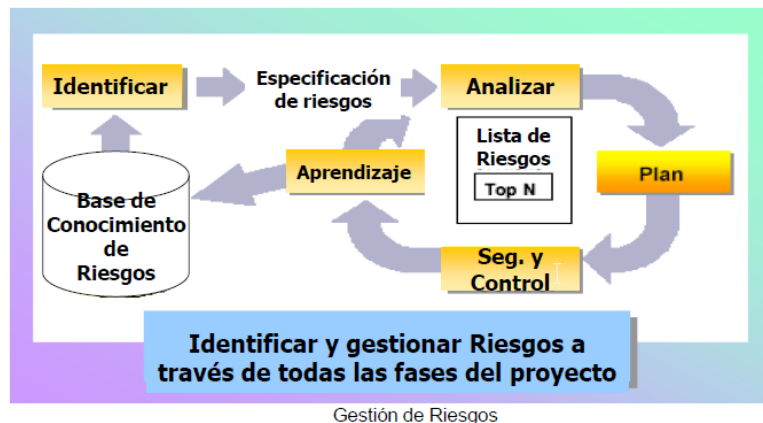 Identificar
Especificación
de riesgos
Analizar
Lista de
Riesgos
Top N
Plan
Aprendizaje
Base de
Conocimiento
de
Riesgos
Seg. y
Control
Identificar y gestionar Riesgos a
través de todas las fases del proyecto
Gestión de Riesgos